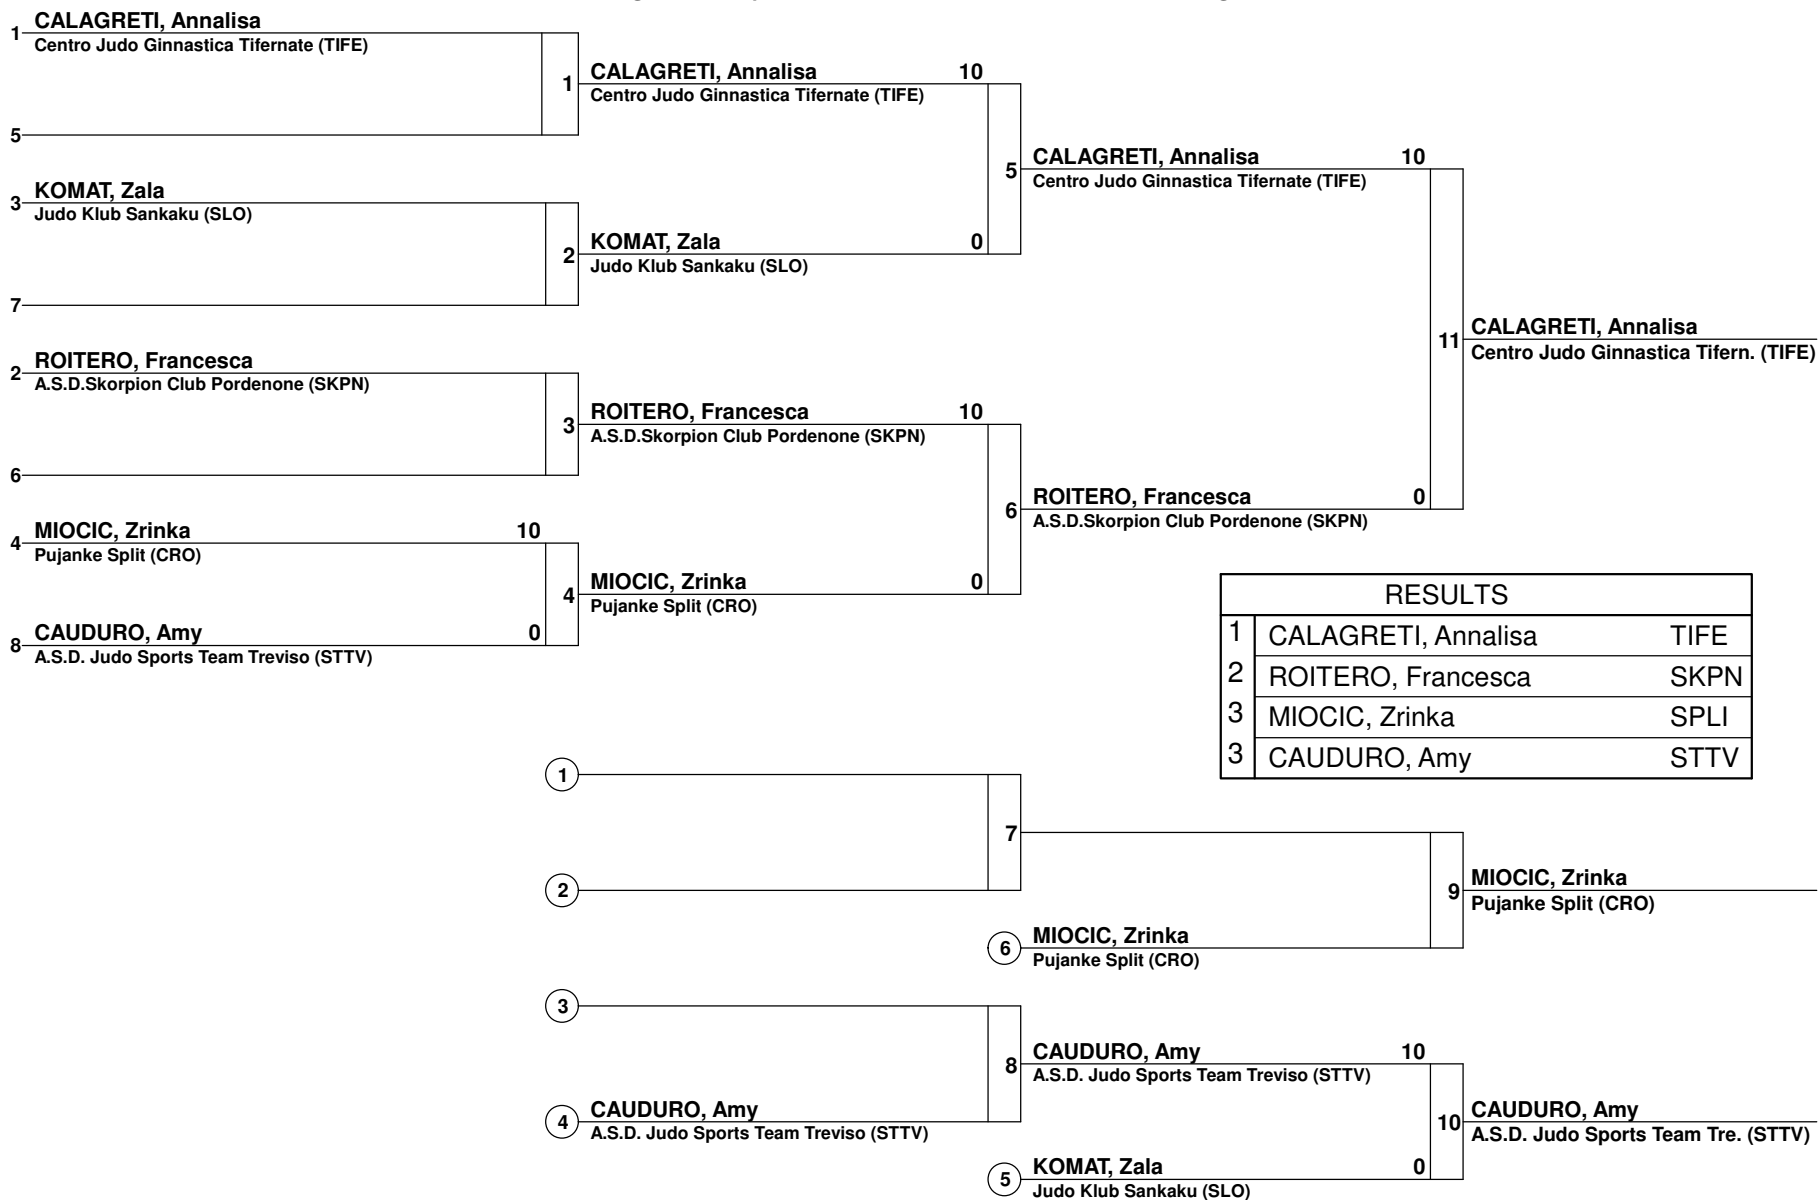 1 CALAGRETI, Annalisa
Centro Judo Ginnastica Tifernate (TIFE)
1 CALAGRETI, Annalisa 10
Centro Judo Ginnastica Tifernate (TIFE)
5
CALAGRETI, Annalisa 10
5 Centro Judo Ginnastica Tifernate (TIFE)
3 KOMAT, Zala
Judo Klub Sankaku (SLO)
2 KOMAT, Zala 0
Judo Klub Sankaku (SLO)
7
11 CALAGRETI, Annalisa
Centro Judo Ginnastica Tifern. (TIFE)
2 ROITERO, Francesca
A.S.D.Skorpion Club Pordenone (SKPN)
3 ROITERO, Francesca 10
A.S.D.Skorpion Club Pordenone (SKPN)
6
6 ROITERO, Francesca 0
A.S.D.Skorpion Club Pordenone (SKPN)
4 MIOCIC, Zrinka 10
Pujanke Split (CRO)
4 MIOCIC, Zrinka 0
Pujanke Split (CRO)
8 CAUDURO, Amy 0
A.S.D. Judo Sports Team Treviso (STTV)
RESULTS
1 CALAGRETI, Annalisa TIFE
2 ROITERO, Francesca SKPN
3 MIOCIC, Zrinka SPLI
3 CAUDURO, Amy STTV
1
7
2
9 MIOCIC, Zrinka
Pujanke Split (CRO)
6 MIOCIC, Zrinka
Pujanke Split (CRO)
3
8 CAUDURO, Amy 10
A.S.D. Judo Sports Team Treviso (STTV)
4 CAUDURO, Amy
A.S.D. Judo Sports Team Treviso (STTV)
10 CAUDURO, Amy
A.S.D. Judo Sports Team Tre. (STTV)
5 KOMAT, Zala 0
Judo Klub Sankaku (SLO)